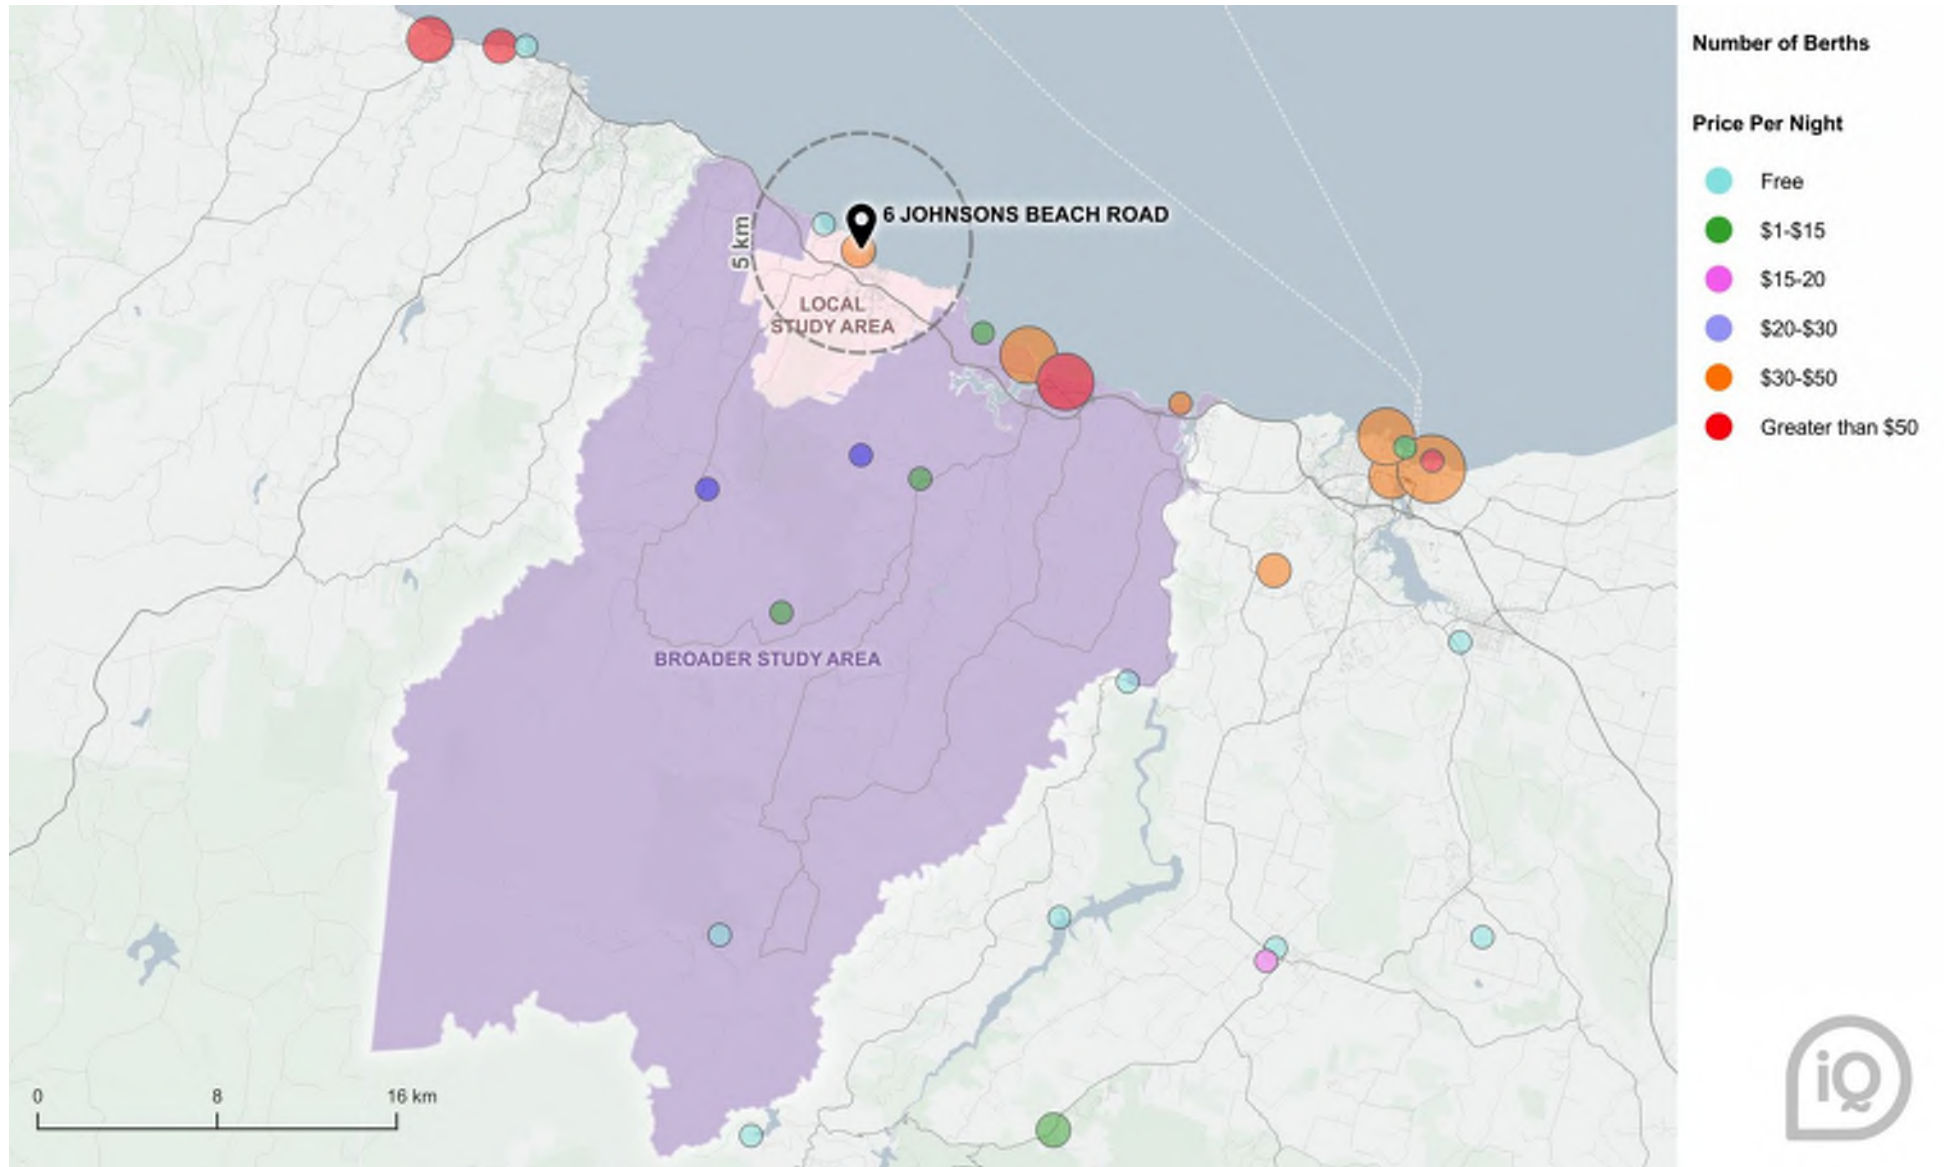 6 JOHNSONS BEACH ROAD
5 km
LOCAL
STUDY AREA
BROADER STUDY AREA
0 8 16 km
Number of Berths
Price Per Night
Free
$1-$15
$15-20
$20-$30
$30-$50
Greater than $50
iQ